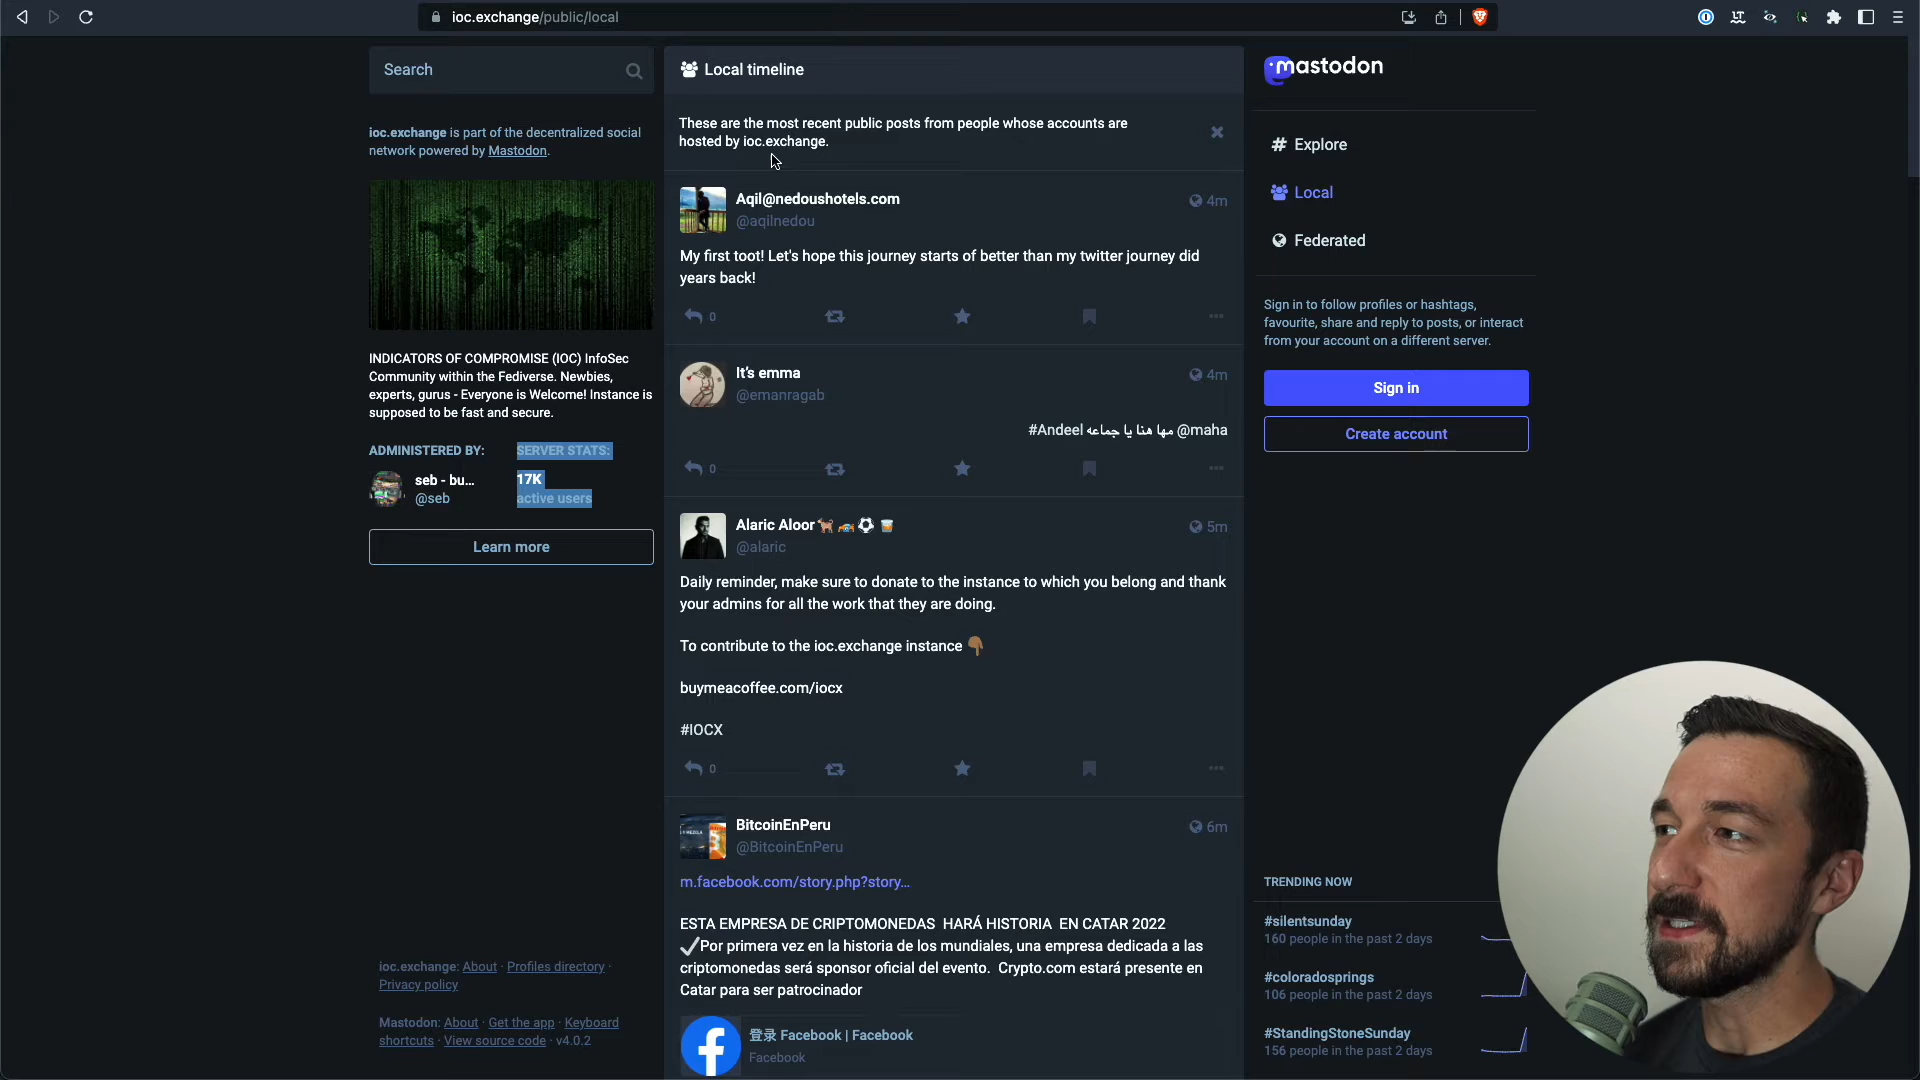 ioc.exchange/public/local
Search
ioc.exchange is part of the decentralized social
network powered by Mastodon.
INDICATORS OF COMPROMISE (IOC) InfoSec
Community within the Fediverse. Newbies,
experts, gurus - Everyone is Welcome! Instance is
supposed to be fast and secure.
ADMINISTERED BY:
seb - bu...
@seb
SERVER STATS:
17K
active users
Learn more
ioc.exchange: About · Profiles directory ·
Privacy policy
Mastodon: About · Get the app · Keyboard
shortcuts · View source code · v4.0.2
Local timeline
These are the most recent public posts from people whose accounts are
hosted by ioc.exchange.
Aqil@nedoushotels.com
4m
@aqilnedou
My first toot! Let's hope this journey starts of better than my twitter journey did
years back!
0
It's emma
4m
@emanragab
@maha مها هنا يا جماعه #Andeel
0
Alaric Aloor🐕🏍️⚽🥃
5m
@alaric
Daily reminder, make sure to donate to the instance to which you belong and thank
your admins for all the work that they are doing.
To contribute to the ioc.exchange instance 👇🏾
buymeacoffee.com/iocx
#IOCX
0
BitcoinEnPeru
6m
@BitcoinEnPeru
m.facebook.com/story.php?story...
ESTA EMPRESA DE CRIPTOMONEDAS HARÁ HISTORIA EN CATAR 2022
✔️Por primera vez en la historia de los mundiales, una empresa dedicada a las
criptomonedas será sponsor oficial del evento. Crypto.com estará presente en
Catar para ser patrocinador
登录 Facebook | Facebook
Facebook
mastodon
# Explore
Local
Federated
Sign in to follow profiles or hashtags,
favourite, share and reply to posts, or interact
from your account on a different server.
Sign in
Create account
TRENDING NOW
#silentsunday
160 people in the past 2 days
#coloradosprings
106 people in the past 2 days
#StandingStoneSunday
156 people in the past 2 days